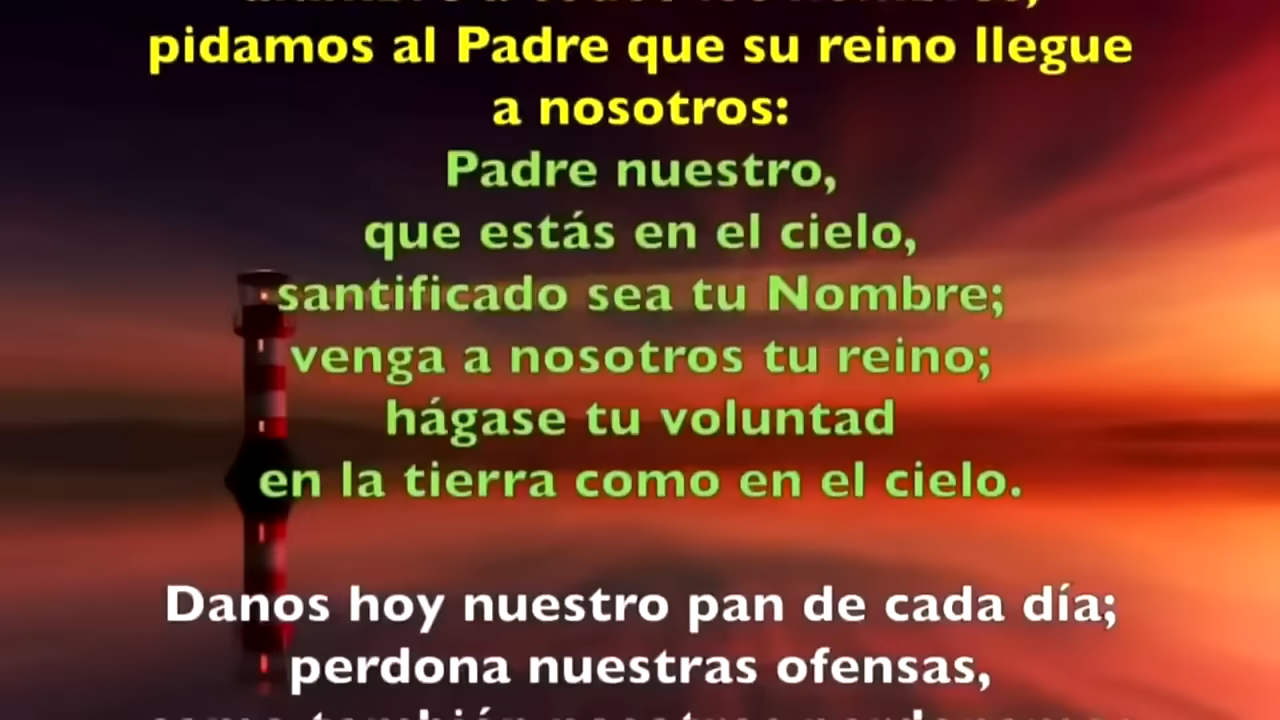 pidamos al Padre que su reino llegue
a nosotros:
Padre nuestro,
que estás en el cielo,
santificado sea tu Nombre;
venga a nosotros tu reino;
hágase tu voluntad
en la tierra como en el cielo.
Danos hoy nuestro pan de cada día;
perdona nuestras ofensas,